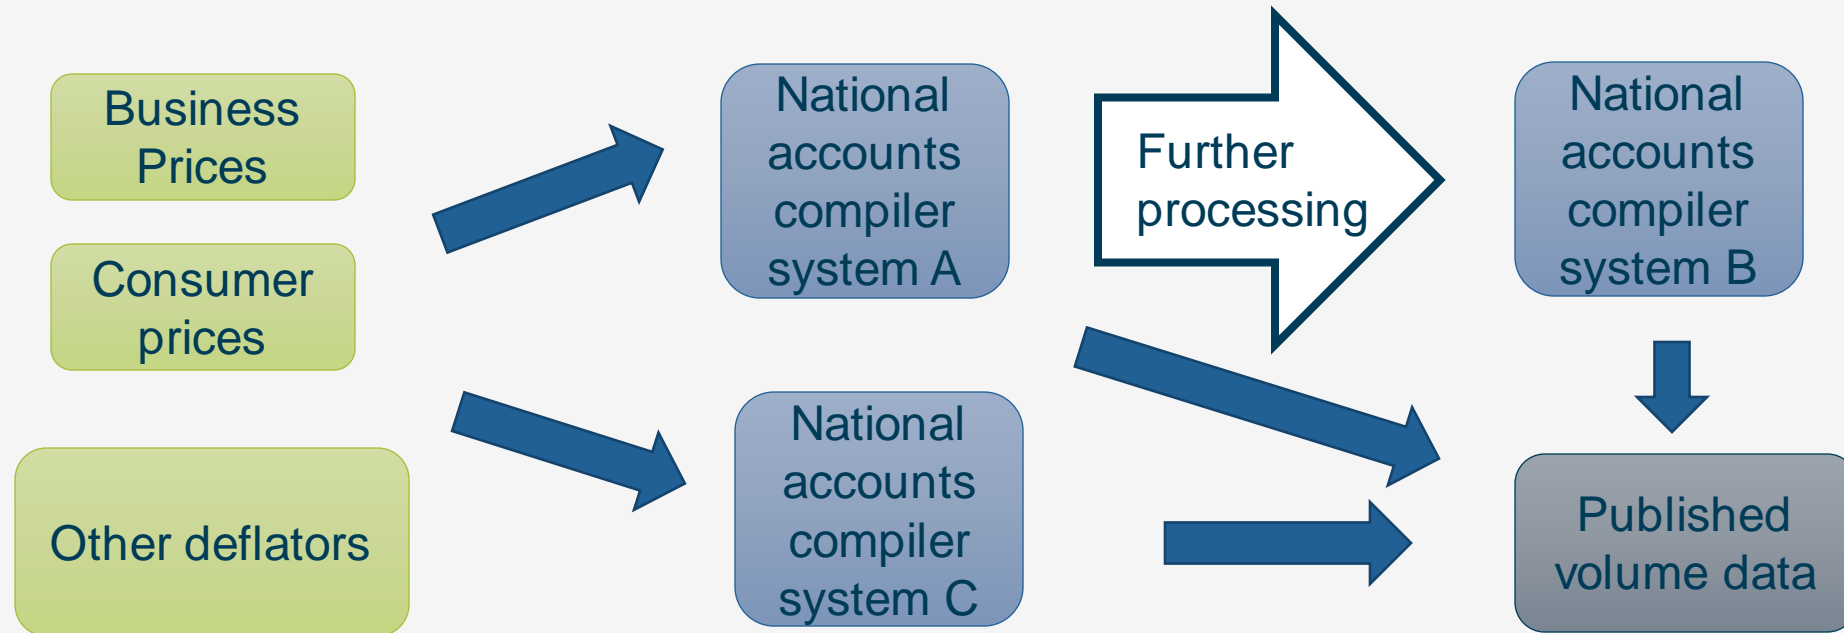 Business
Prices
Consumer
prices
Other deflators
National
accounts
compiler
system A
National
accounts
compiler
system C
Further
processing
National
accounts
compiler
system B
Published
volume data